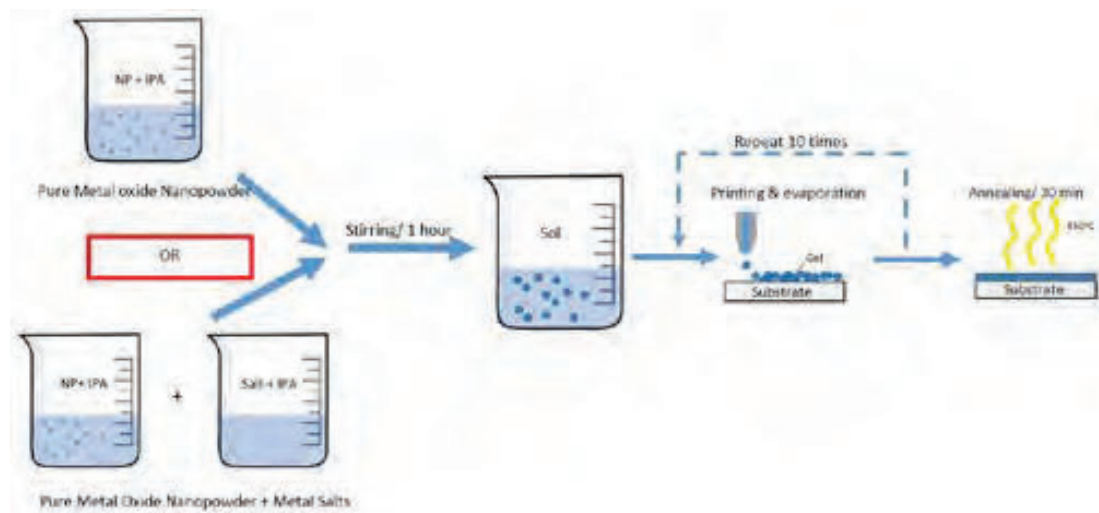 NP + IPA
Pure Metal oxide Nanopowder
OR
NP+ IPA
+
Salt + IPA
Pure Metal Oxide Nanopowder + Metal Salts
Stirring/ 1 hour
Soil
Repeat 10 times
Printing & evaporation
Gel
Substrate
Annealing/ 30 min
Substrate